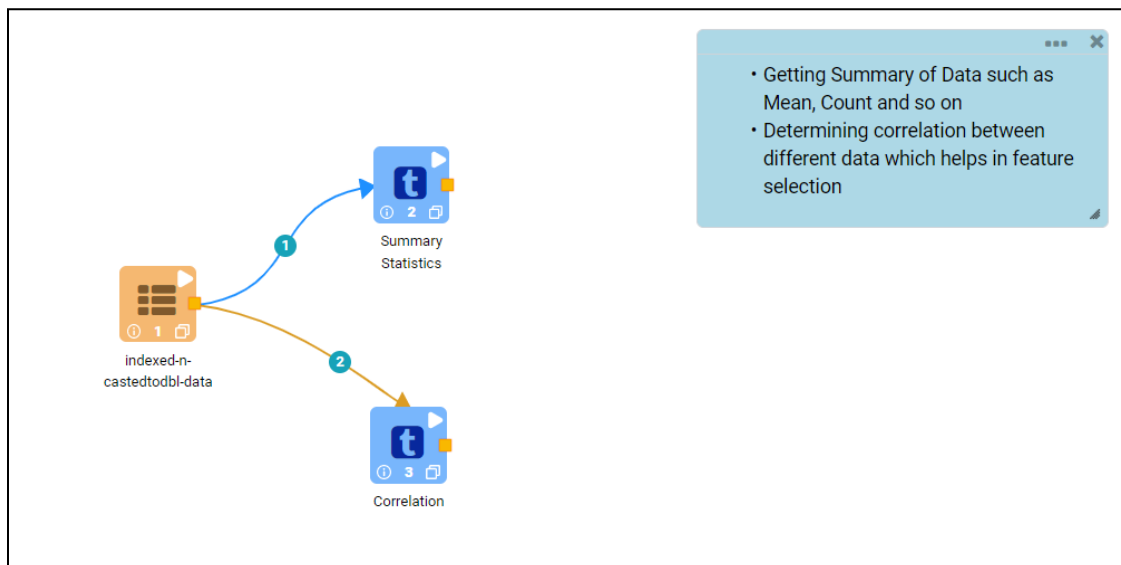 • Getting Summary of Data such as
Mean, Count and so on
• Determining correlation between
different data which helps in feature
selection
t
2
Summary
Statistics
1
1
indexed-n-
castedtodbl-data
2
t
3
Correlation